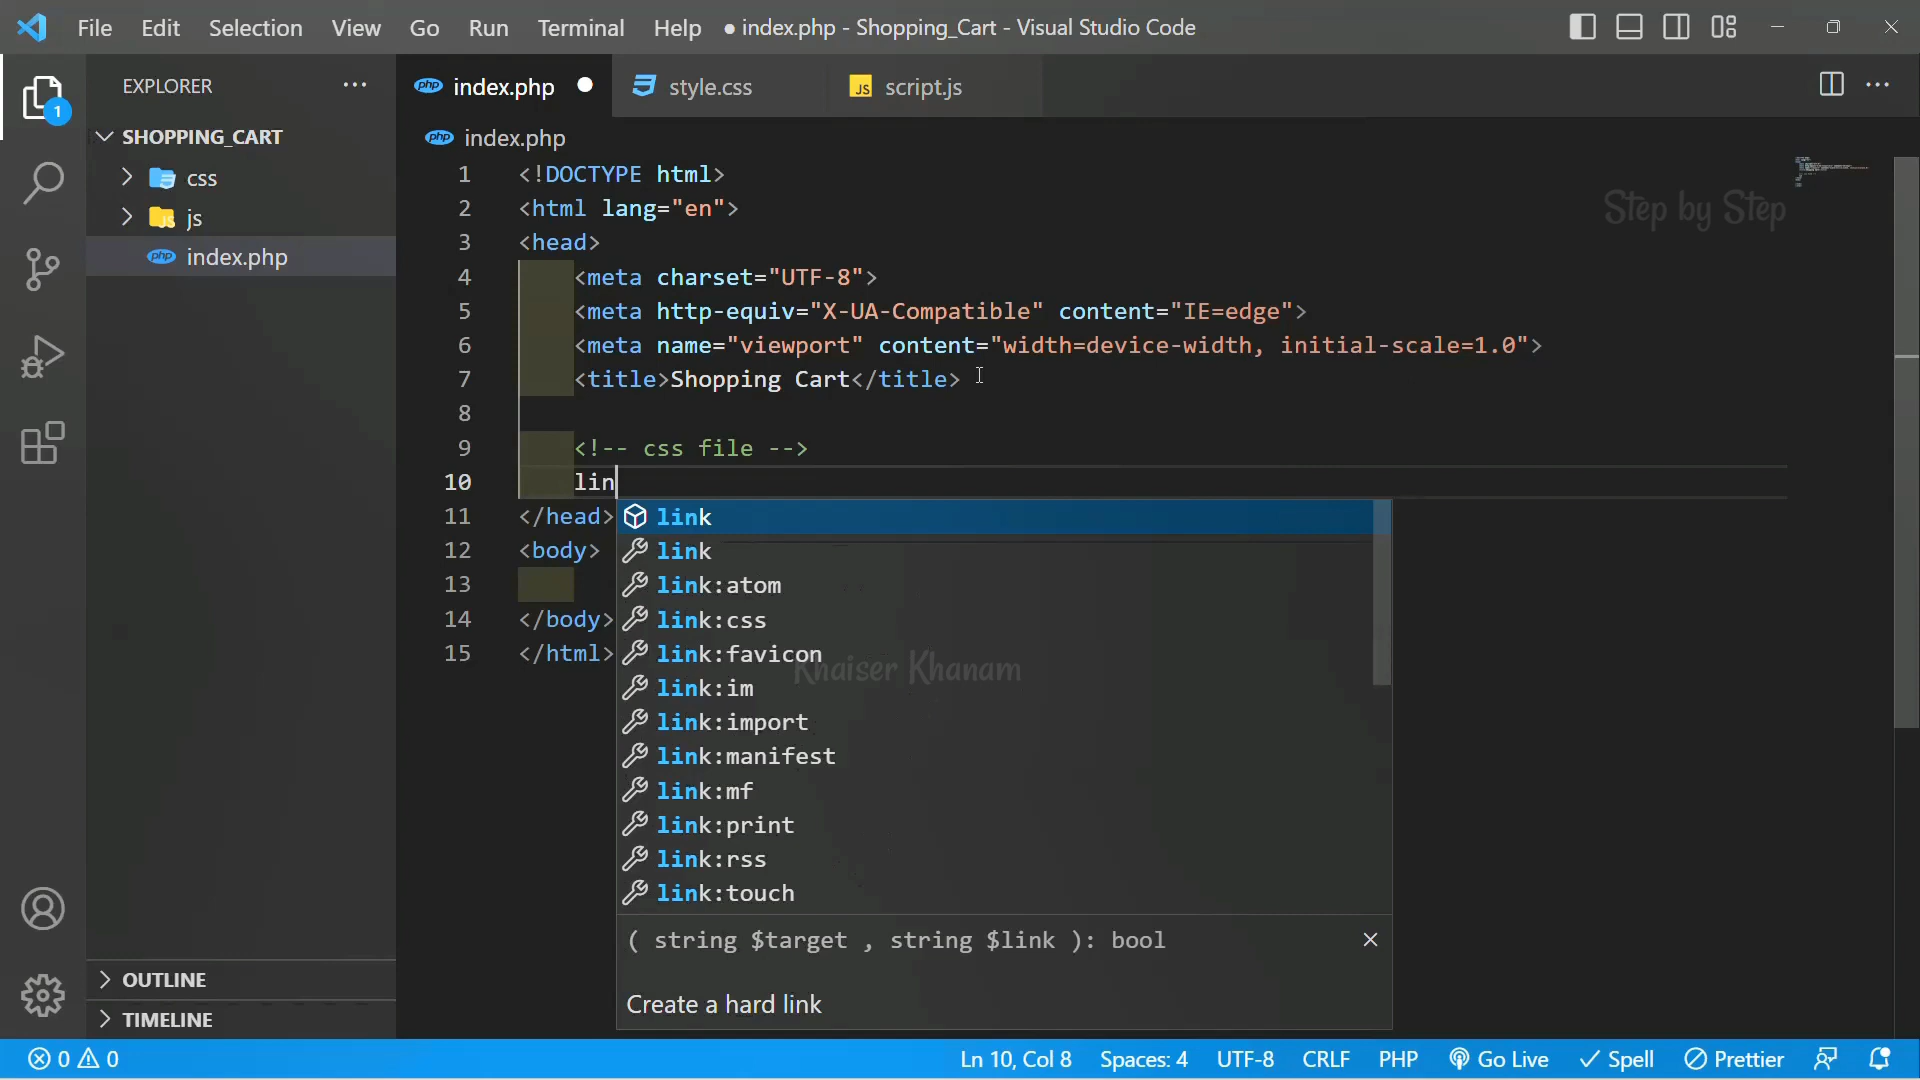 File Edit Selection View Go Run Terminal Help ● index.php - Shopping_Cart - Visual Studio Code
EXPLORER ···
1
SHOPPING_CART
css
js
index.php
OUTLINE
TIMELINE
php index.php ● style.css JS script.js
php index.php
1 <!DOCTYPE html>
2 <html lang="en">
3 <head>
4 <meta charset="UTF-8">
5 <meta http-equiv="X-UA-Compatible" content="IE=edge">
6 <meta name="viewport" content="width=device-width, initial-scale=1.0">
7 <title>Shopping Cart</title>
8
9 <!-- css file -->
10 lin
11 </head>
12 <body>
13
14 </body>
15 </html>
link
link
link:atom
link:css
link:favicon
link:im
link:import
link:manifest
link:mf
link:print
link:rss
link:touch
( string $target , string $link ): bool
Create a hard link
Step by Step
Khaiser Khanam
0 0 Ln 10, Col 8 Spaces: 4 UTF-8 CRLF PHP Go Live Spell Prettier